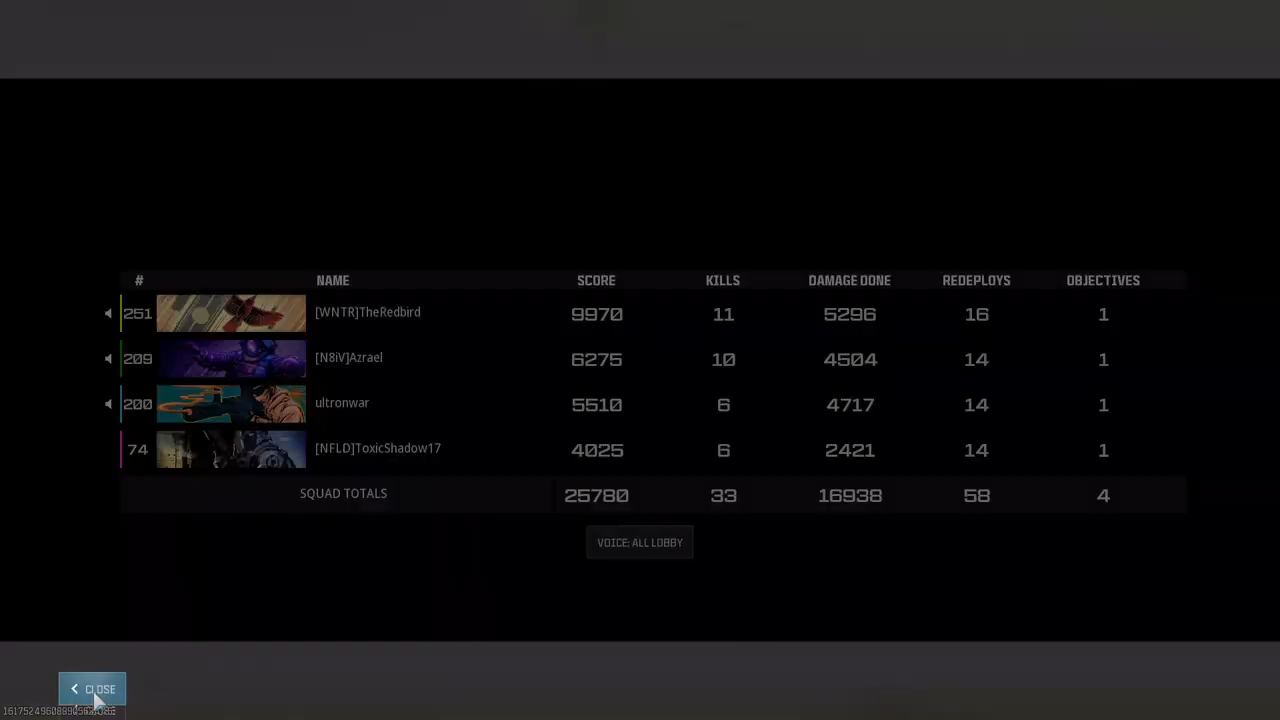 # NAME SCORE KILLS DAMAGE DONE REDEPLOYS OBJECTIVES
251 [WNTR]TheRedbird 9970 11 5296 16 1
209 [N8iV]Azrael 6275 10 4504 14 1
200 ultronwar 5510 6 4717 14 1
74 [NFLD]ToxicShadow17 4025 6 2421 14 1
SQUAD TOTALS 25780 33 16938 58 4
VOICE: ALL LOBBY
CLOSE